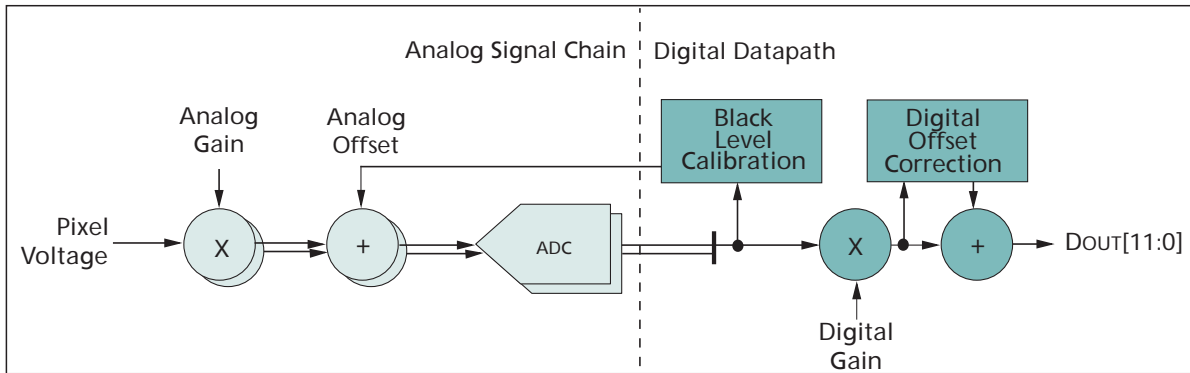 Analog Signal Chain
Digital Datapath
Analog
Gain
Analog
Offset
Black
Level
Calibration
Digital
Offset
Correction
Pixel
Voltage
X
+
ADC
X
+
DOUT[11:0]
Digital
Gain